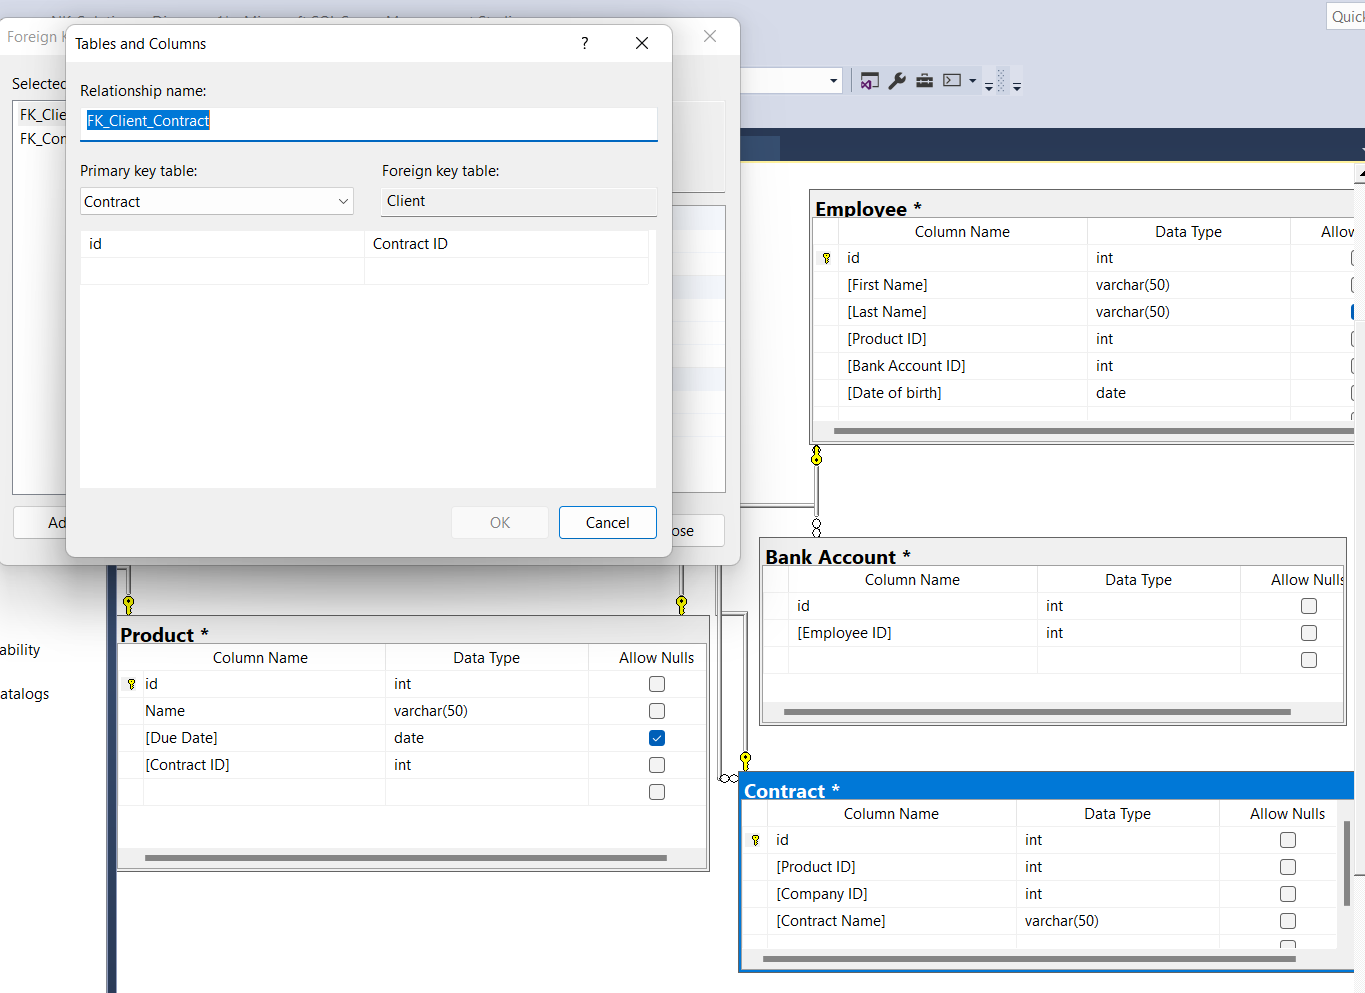 Quick
Foreign K
Tables and Columns
?
Selected
Relationship name:
FK_Clie
FK_Client_Contract
FK_Con
Primary key table:
Foreign key table:
Contract
Client
id
Contract ID
Ad
OK
Cancel
ose
Employee *
Column Name
Data Type
Allow
id
int
[First Name]
varchar(50)
[Last Name]
varchar(50)
[Product ID]
int
[Bank Account ID]
int
[Date of birth]
date
Bank Account *
Column Name
Data Type
Allow Nulls
id
int
[Employee ID]
int
ability
atalogs
Product *
Column Name
Data Type
Allow Nulls
id
int
Name
varchar(50)
[Due Date]
date
[Contract ID]
int
Contract *
Column Name
Data Type
Allow Nulls
id
int
[Product ID]
int
[Company ID]
int
[Contract Name]
varchar(50)